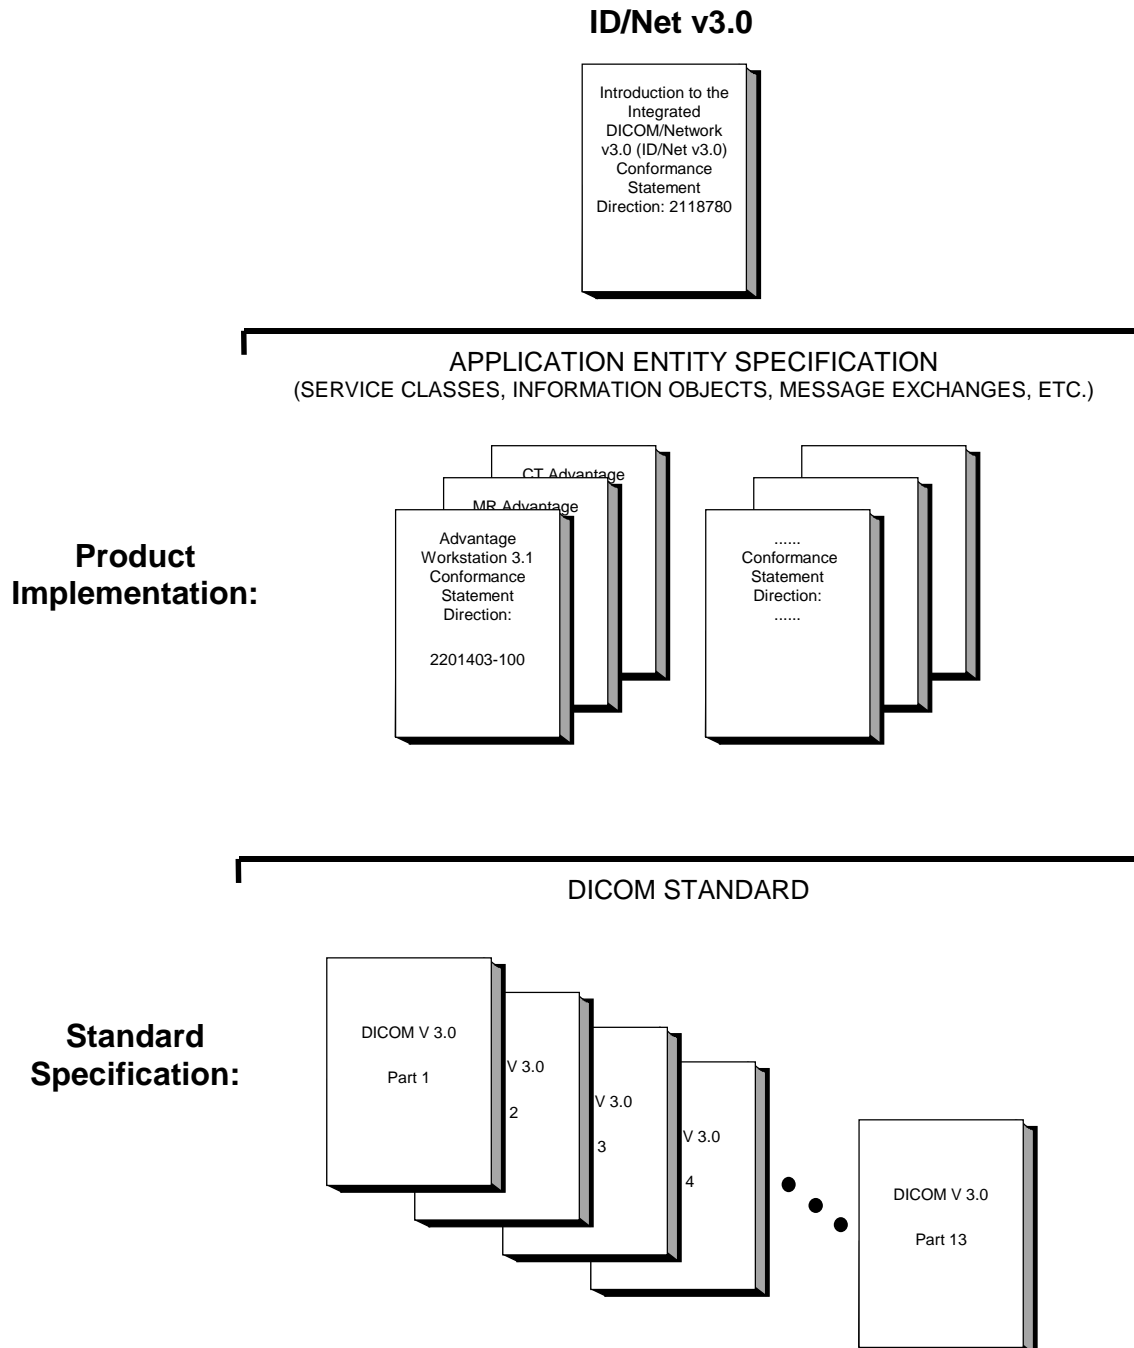 ID/Net v3.0
Introduction to the
Integrated
DICOM/Network
v3.0 (ID/Net v3.0)
Conformance
Statement
Direction: 2118780
APPLICATION ENTITY SPECIFICATION
(SERVICE CLASSES, INFORMATION OBJECTS, MESSAGE EXCHANGES, ETC.)
Product
Implementation:
CT Advantage
MR Advantage
Advantage
Workstation 3.1
Conformance
Statement
Direction:
2201403-100
......
Conformance
Statement
Direction:
......
DICOM STANDARD
Standard
Specification:
DICOM V 3.0
Part 1
V 3.0
2
V 3.0
3
V 3.0
4
DICOM V 3.0
Part 13